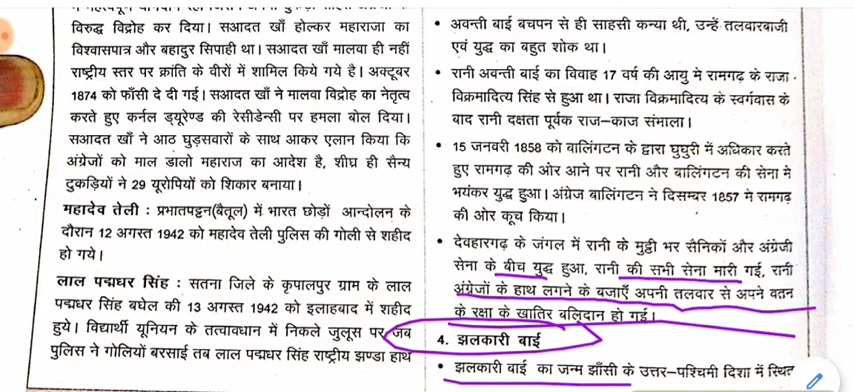 विरुद्ध विद्रोह कर दिया। सआदत खाँ होल्कर महाराजा का
विश्वासपात्र और बहादुर सिपाही था। सआदत खाँ मालवा ही नहीं
राष्ट्रीय स्तर पर क्रांति के वीरों में शामिल किये गये है। अक्टूबर
1874 को फाँसी दे दी गई। सआदत खाँ ने मालवा विद्रोह का नेतृत्व
करते हुए कर्नल ड्यूरेण्ड की रेसीडेन्सी पर हमला बोल दिया।
सआदत खाँ ने आठ घुड़सवारों के साथ आकर एलान किया कि
अंग्रेजों को माल डालो महाराज का आदेश है, शीघ्र ही सैन्य
टुकड़ियों ने 29 यूरोपियों को शिकार बनाया।
महादेव तेली : प्रभातपट्टन(बैतूल) में भारत छोड़ों आन्दोलन के
दौरान 12 अगस्त 1942 को महादेव तेली पुलिस की गोली से शहीद
हो गये।
लाल पद्मधर सिंह : सतना जिले के कृपालपुर ग्राम के लाल
पद्मधर सिंह बघेल की 13 अगस्त 1942 को इलाहबाद में शहीद
हुये। विद्यार्थी यूनियन के तत्वावधान में निकले जुलूस पर जब
पुलिस ने गोलियों बरसाई तब लाल पद्मधर सिंह राष्ट्रीय झण्डा हाथ
• अवन्ती बाई बचपन से ही साहसी कन्या थी, उन्हें तलवारबाजी
एवं युद्ध का बहुत शोक था।
• रानी अवन्ती बाई का विवाह 17 वर्ष की आयु मे रामगढ़ के राजा
विक्रमादित्य सिंह से हुआ था। राजा विक्रमादित्य के स्वर्गवास के
बाद रानी दक्षता पूर्वक राज–काज संभाला।
• 15 जनवरी 1858 को बालिंगटन के द्वारा घुघुरी में अधिकार करते
हुए रामगढ़ की ओर आने पर रानी और बालिंगटन की सेना मे
भयंकर युद्ध हुआ। अंग्रेज बालिंगटन ने दिसम्बर 1857 मे रामगढ़
की ओर कूच किया।
• देवहारगढ़ के जंगल में रानी के मुट्ठी भर सैनिकों और अंग्रेजी
सेना के बीच युद्ध हुआ, रानी की सभी सेना मारी गई, रानी
अंग्रेजों के हाथ लगने के बजाएँ अपनी तलवार से अपने वतन
के रक्षा के खातिर बलिदान हो गई।
4. झलकारी बाई
• झलकारी बाई का जन्म झाँसी के उत्तर–पश्चिमी दिशा में स्थित